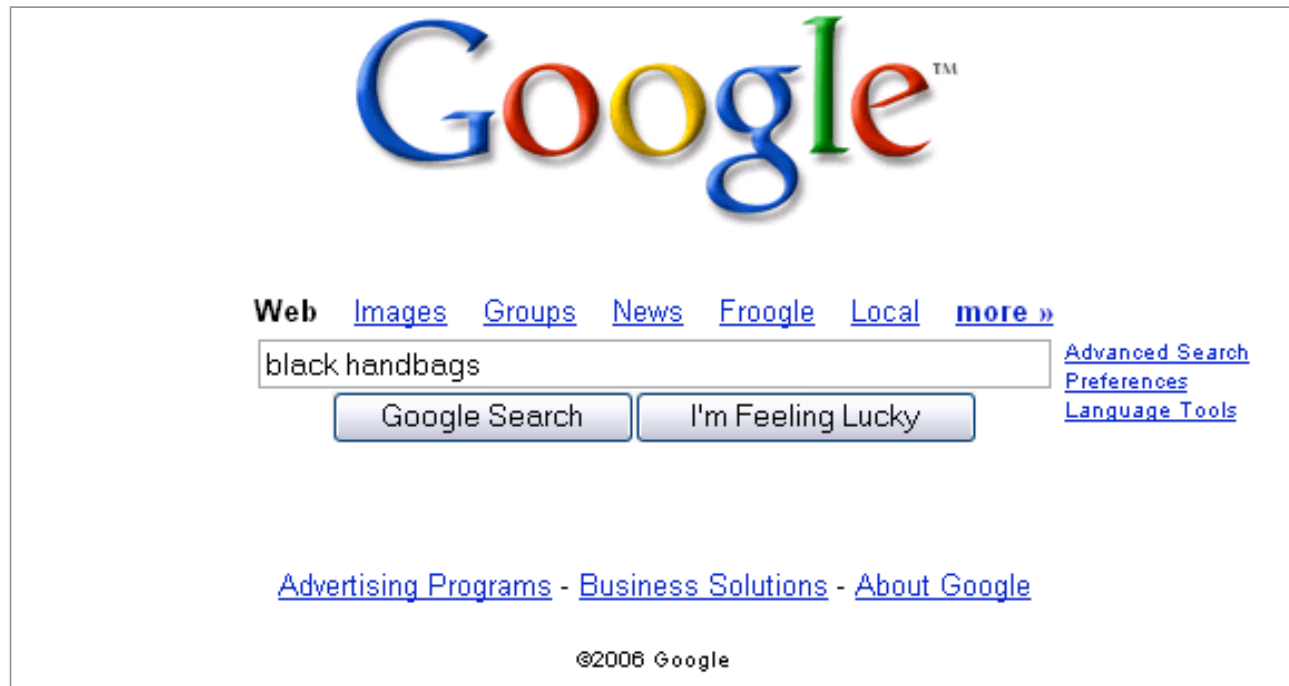 Google™
Web Images Groups News Froogle Local more »
black handbags
Advanced Search
Preferences
Language Tools
Google Search I'm Feeling Lucky
Advertising Programs - Business Solutions - About Google
©2006 Google